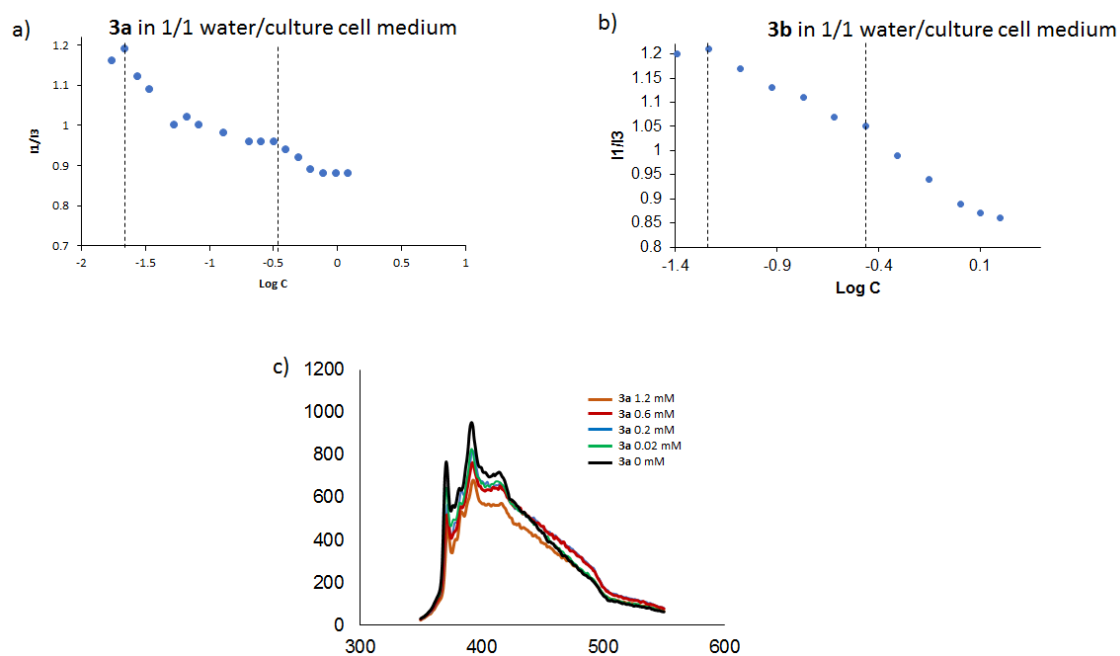 a)
3a in 1/1 water/culture cell medium
1.2
1.1
1
0.9
0.8
0.7
-2
-1.5
-1
-0.5
0
0.5
1
I1/I3
Log C
b)
3b in 1/1 water/culture cell medium
1.2
1.15
1.1
1.05
1
0.95
0.9
0.85
0.8
-1.4
-0.9
-0.4
0.1
I1/I3
Log C
c)
1200
1000
800
600
400
200
0
300
400
500
600
3a 1.2 mM
3a 0.6 mM
3a 0.2 mM
3a 0.02 mM
3a 0 mM